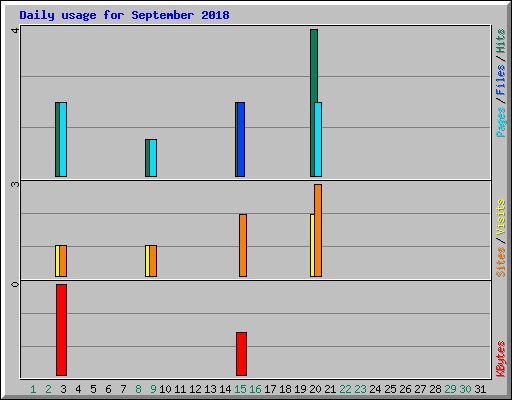 Daily usage for September 2018
4
Pages/Files/Hits
3
Sites/Visits
0
KBytes
1 2 3 4 5 6 7 8 9 10 11 12 13 14 15 16 17 18 19 20 21 22 23 24 25 26 27 28 29 30 31